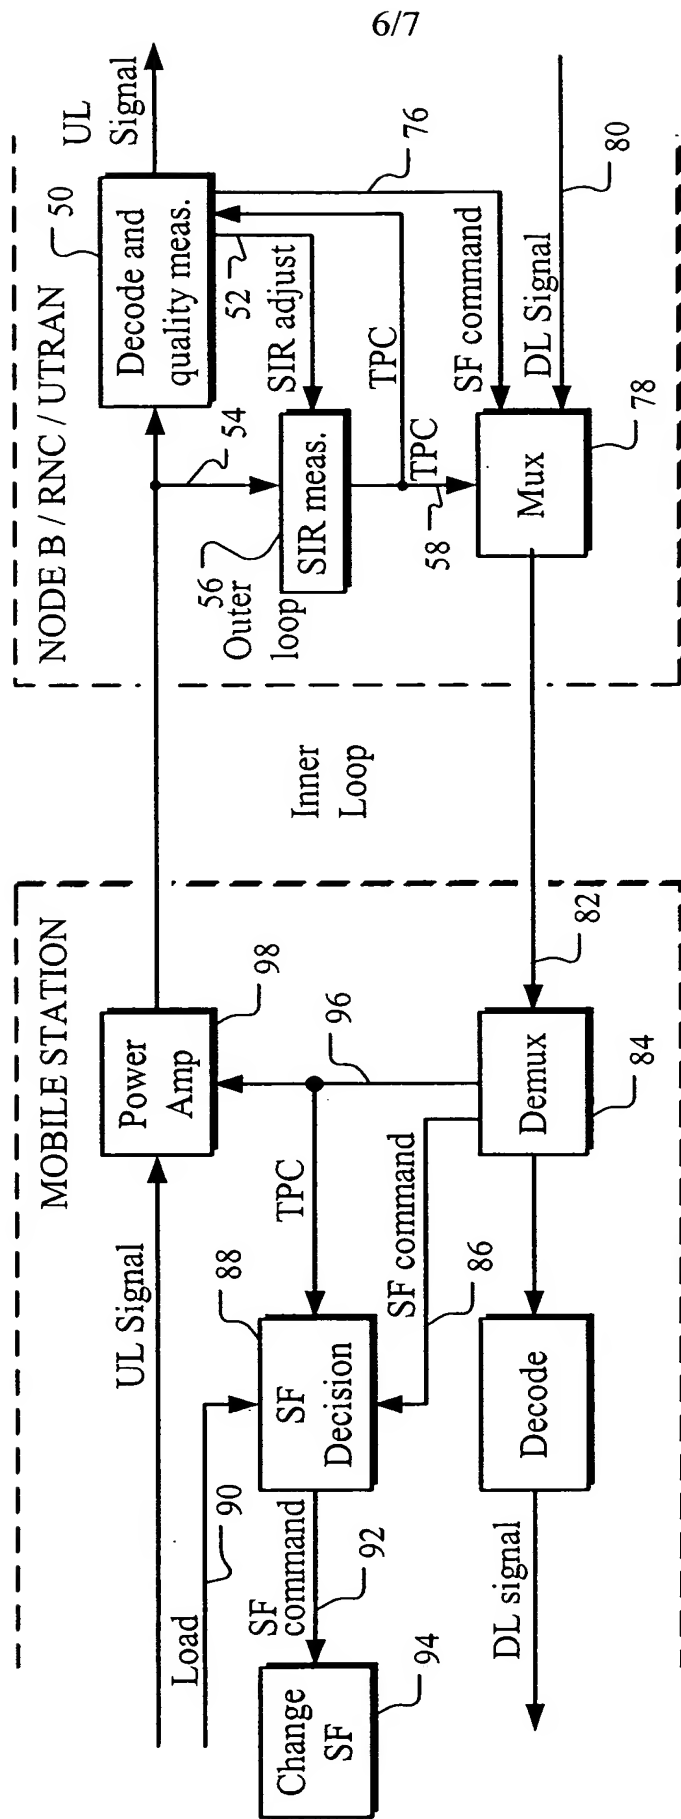 6/7
MOBILE STATION
UL Signal
Load
90
Power
Amp
98
TPC
96
88
SF
Decision
SF
command
92
Change
SF
94
SF command
86
Demux
84
82
Decode
DL signal
Inner
Loop
NODE B / RNC / UTRAN
UL
Signal
50
Decode and
quality meas.
54
52
SIR adjust
76
56
Outer
loop
SIR meas.
TPC
TPC
58
SF command
DL Signal
80
Mux
78